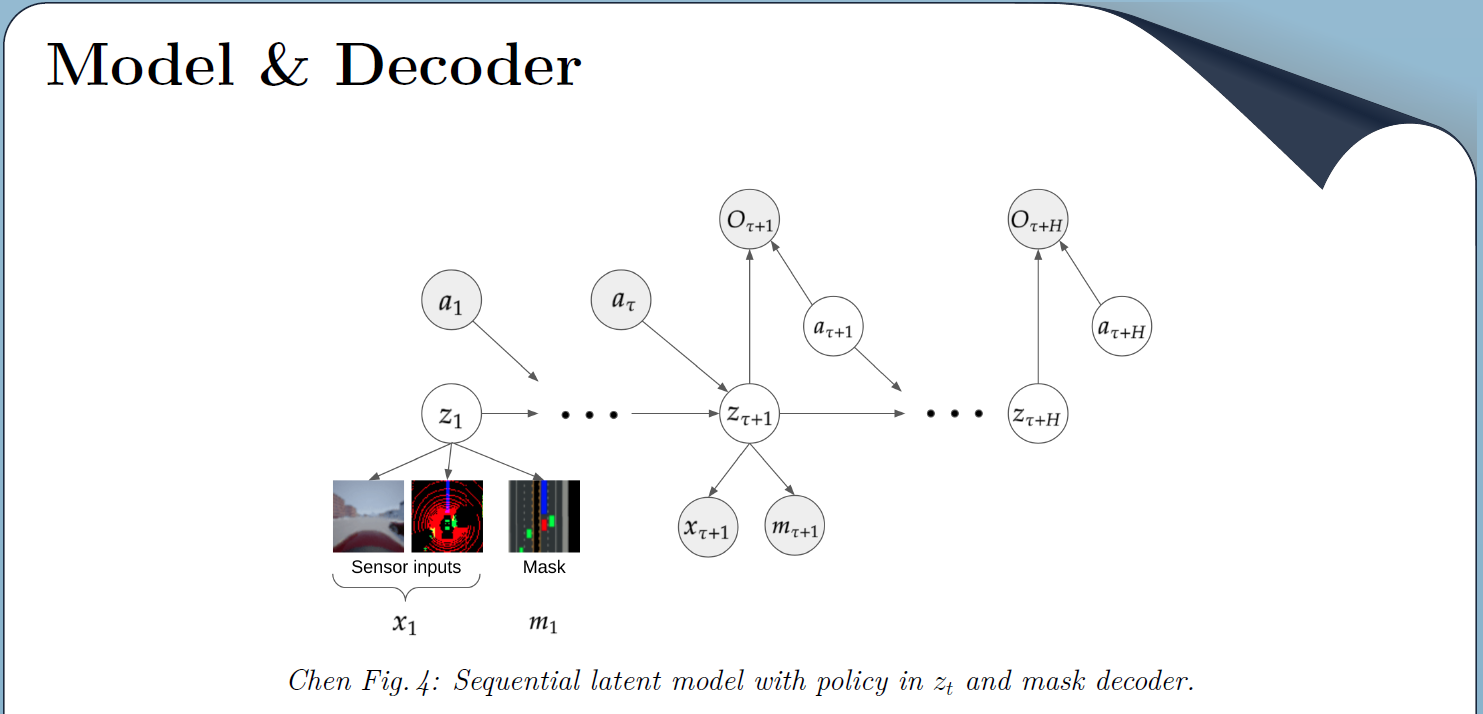 Model & Decoder
O_{τ+1} O_{τ+H}
a_1 a_τ a_{τ+1} a_{τ+H}
z_1 z_{τ+1} z_{τ+H}
x_{τ+1} m_{τ+1}
Sensor inputs Mask
x_1 m_1
Chen Fig. 4: Sequential latent model with policy in z_t and mask decoder.